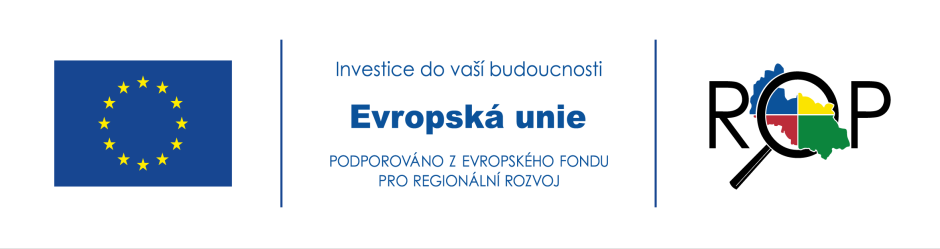 Investice do vaší budoucnosti
Evropská unie
PODPOROVÁNO Z EVROPSKÉHO FONDU
PRO REGIONÁLNÍ ROZVOJ
ROP